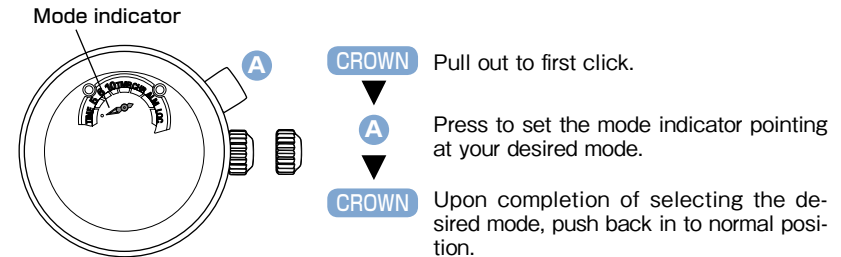 Mode indicator
A
CROWN
Pull out to first click.
A
Press to set the mode indicator pointing
at your desired mode.
CROWN
Upon completion of selecting the de-
sired mode, push back in to normal posi-
tion.
TIME